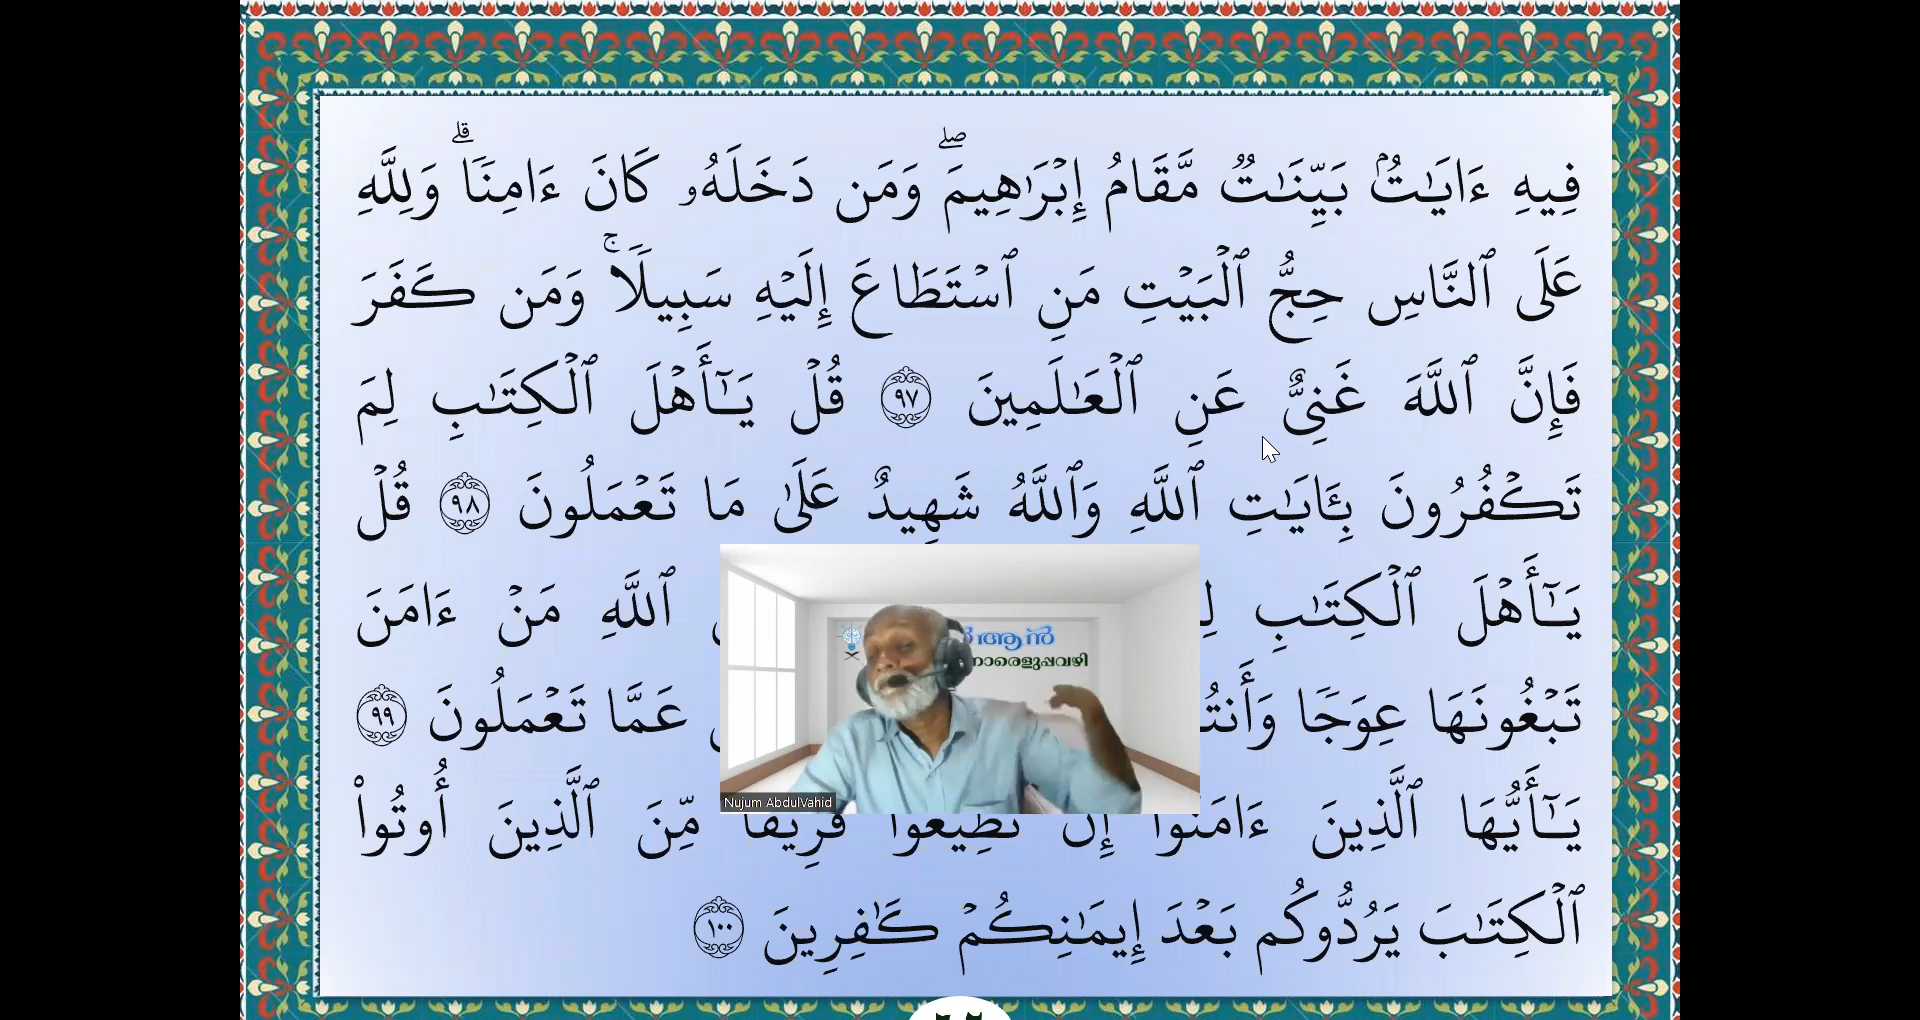 فِيهِ ءَايَـٰتُۢ بَيِّنَـٰتٌ مَّقَامُ إِبْرَٰهِيمَ ۖ وَمَن دَخَلَهُۥ كَانَ ءَامِنًا ۗ وَلِلَّهِ
عَلَى ٱلنَّاسِ حِجُّ ٱلْبَيْتِ مَنِ ٱسْتَطَاعَ إِلَيْهِ سَبِيلًا ۚ وَمَن كَفَرَ
فَإِنَّ ٱللَّهَ غَنِىٌّ عَنِ ٱلْعَـٰلَمِينَ ٩٧ قُلْ يَـٰٓأَهْلَ ٱلْكِتَـٰبِ لِمَ
تَكْفُرُونَ بِـَٔايَـٰتِ ٱللَّهِ وَٱللَّهُ شَهِيدٌ عَلَىٰ مَا تَعْمَلُونَ ٩٨ قُلْ
يَـٰٓأَهْلَ ٱلْكِتَـٰبِ ٱللَّهِ مَنْ ءَامَنَ
تَبْغُونَهَا عِوَجًا عَمَّا تَعْمَلُونَ ٩٩
يَـٰٓأَيُّهَا ٱلَّذِينَ ءَامَنُوٓا۟ إِن تُطِيعُوا۟ فَرِيقًا مِّنَ ٱلَّذِينَ أُوتُوا۟
ٱلْكِتَـٰبَ يَرُدُّوكُم بَعْدَ إِيمَـٰنِكُمْ كَـٰفِرِينَ ١٠٠
Nujum AbdulVahid